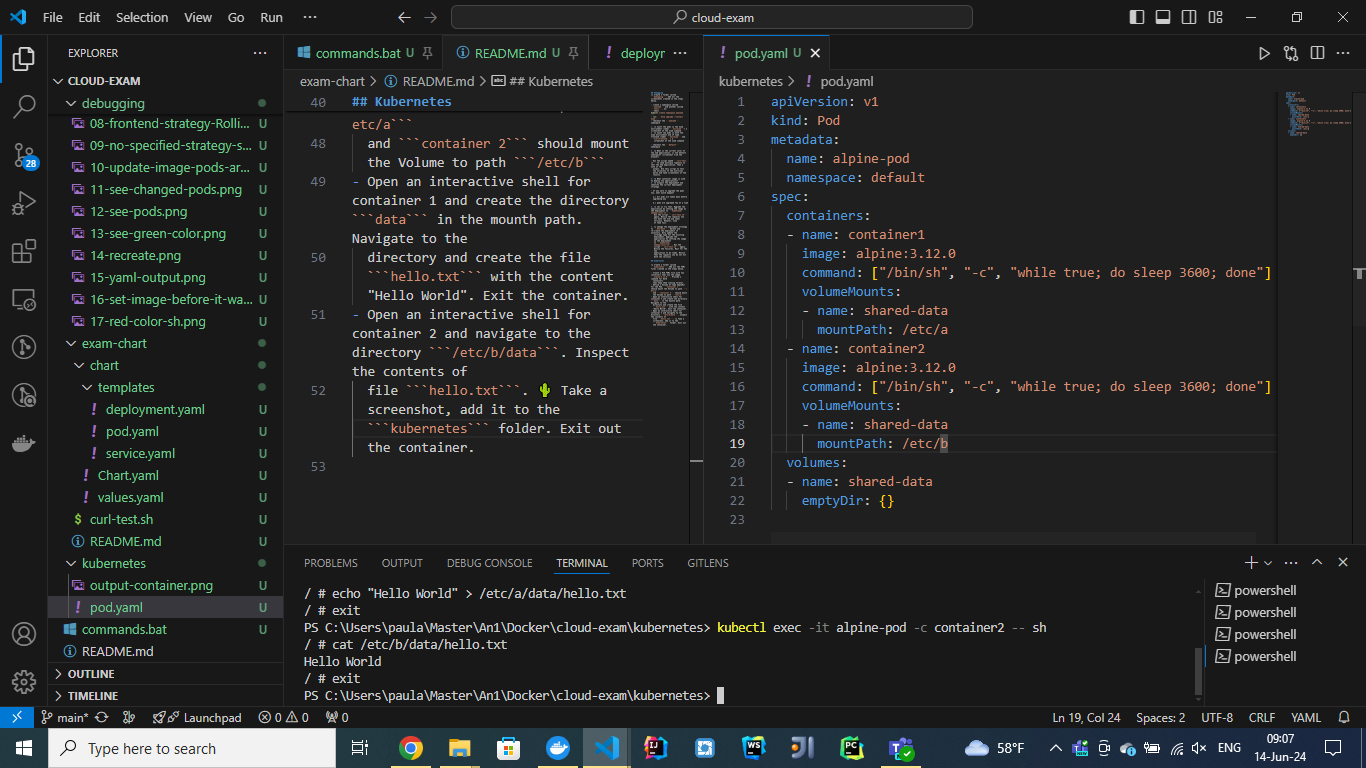 File Edit Selection View Go Run ···
cloud-exam
EXPLORER
CLOUD-EXAM
debugging
08-frontend-strategy-Rolli... U
09-no-specified-strategy-s... U
10-update-image-pods-ar... U
11-see-changed-pods.png U
12-see-pods.png U
13-see-green-color.png U
14-recreate.png U
15-yaml-output.png U
16-set-image-before-it-wa... U
17-red-color-sh.png U
exam-chart
chart
templates
deployment.yaml U
pod.yaml U
service.yaml U
Chart.yaml U
values.yaml U
curl-test.sh U
README.md U
kubernetes
output-container.png U
pod.yaml U
commands.bat U
README.md
OUTLINE
TIMELINE
28
commands.bat U
README.md U
deployr ···
exam-chart > README.md > ## Kubernetes
40 ## Kubernetes
etc/a```
48 and ```container 2``` should mount
the Volume to path ```/etc/b```
49 - Open an interactive shell for
container 1 and create the directory
```data``` in the mounth path.
Navigate to the
50 directory and create the file
```hello.txt``` with the content
"Hello World". Exit the container.
51 - Open an interactive shell for
container 2 and navigate to the
directory ```/etc/b/data```. Inspect
the contents of
52 file ```hello.txt```. 🌵 Take a
screenshot, add it to the
```kubernetes``` folder. Exit out
the container.
53
pod.yaml U
kubernetes > pod.yaml
1 apiVersion: v1
2 kind: Pod
3 metadata:
4 name: alpine-pod
5 namespace: default
6 spec:
7 containers:
8 - name: container1
9 image: alpine:3.12.0
10 command: ["/bin/sh", "-c", "while true; do sleep 3600; done"]
11 volumeMounts:
12 - name: shared-data
13 mountPath: /etc/a
14 - name: container2
15 image: alpine:3.12.0
16 command: ["/bin/sh", "-c", "while true; do sleep 3600; done"]
17 volumeMounts:
18 - name: shared-data
19 mountPath: /etc/b
20 volumes:
21 - name: shared-data
22 emptyDir: {}
23
PROBLEMS OUTPUT DEBUG CONSOLE TERMINAL PORTS GITLENS
/ # echo "Hello World" > /etc/a/data/hello.txt
/ # exit
PS C:\Users\paula\Master\An1\Docker\cloud-exam\kubernetes> kubectl exec -it alpine-pod -c container2 -- sh
/ # cat /etc/b/data/hello.txt
Hello World
/ # exit
PS C:\Users\paula\Master\An1\Docker\cloud-exam\kubernetes>
powershell
powershell
powershell
powershell
main* Launchpad 0 0 0
Ln 19, Col 24 Spaces: 2 UTF-8 CRLF YAML
Type here to search
58°F
ENG
09:07
14-Jun-24